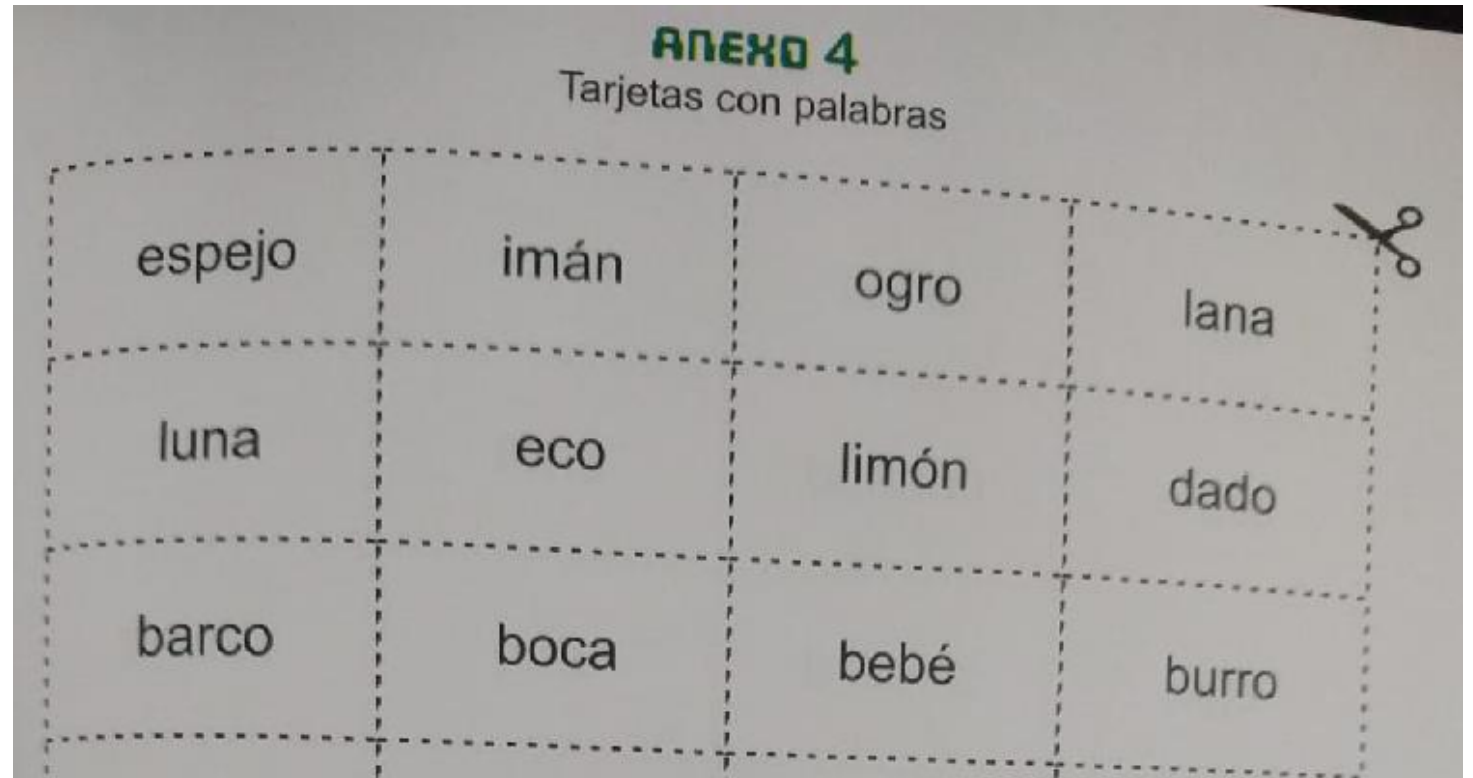 ANEXO 4
Tarjetas con palabras
espejo imán ogro lana
luna eco limón dado
barco boca bebé burro